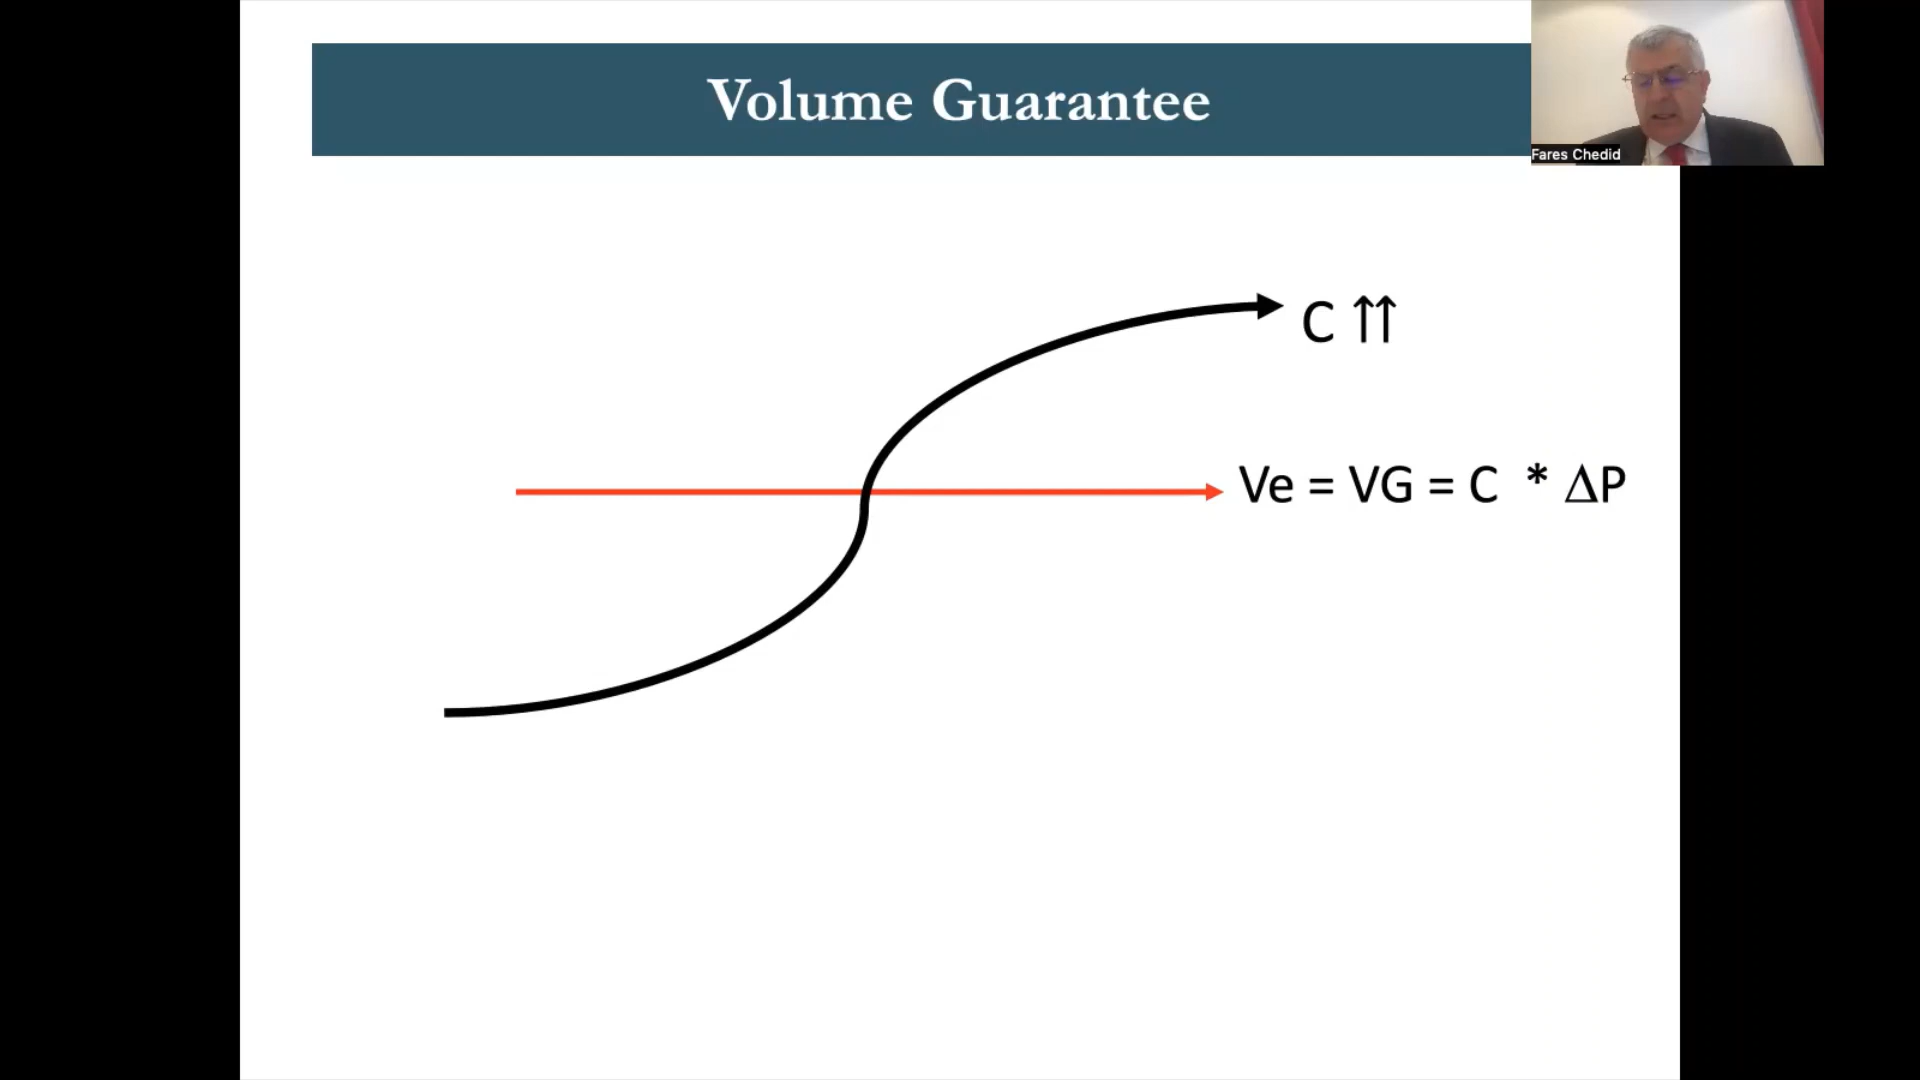 Volume Guarantee
Fares Chedid
C ↑↑
Ve = VG = C * ΔP